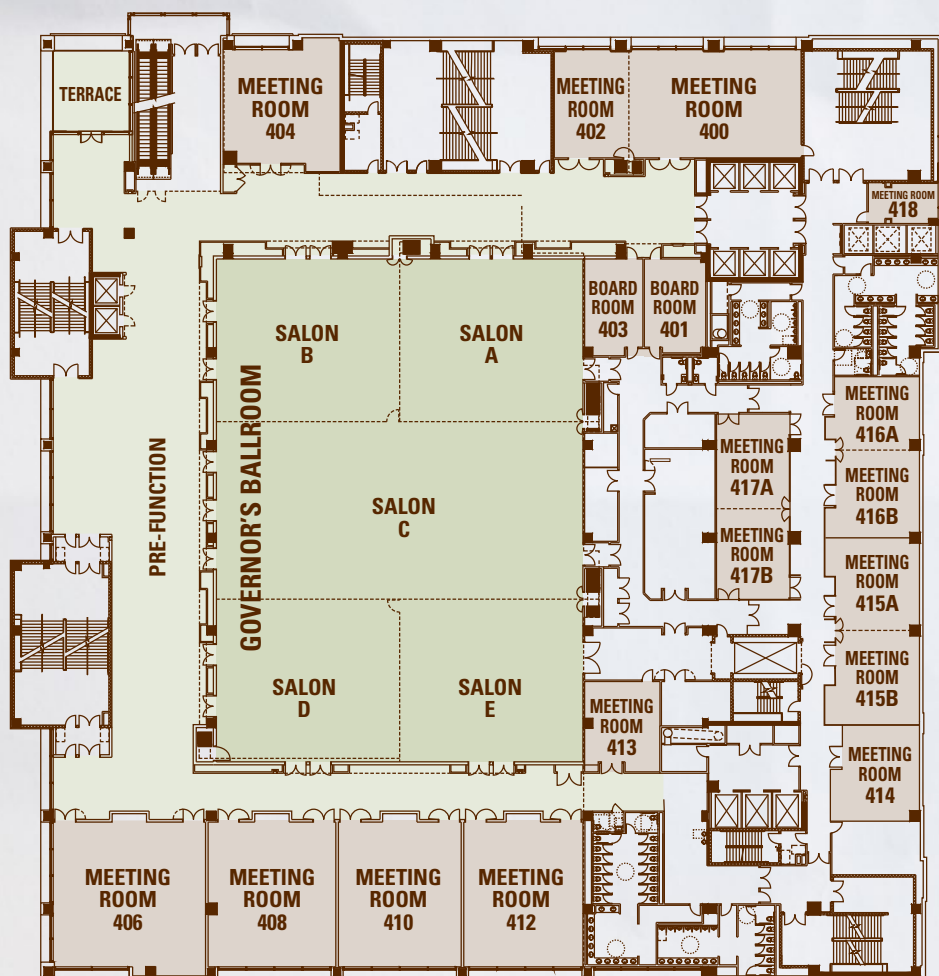 TERRACE
MEETING
ROOM
404
MEETING
ROOM
402
MEETING
ROOM
400
MEETING ROOM
418
BOARD
ROOM
403
BOARD
ROOM
401
SALON
B
SALON
A
PRE-FUNCTION
GOVERNOR'S BALLROOM
SALON
C
MEETING
ROOM
417A
MEETING
ROOM
417B
MEETING
ROOM
416A
MEETING
ROOM
416B
MEETING
ROOM
415A
MEETING
ROOM
415B
SALON
D
SALON
E
MEETING
ROOM
413
MEETING
ROOM
414
MEETING
ROOM
406
MEETING
ROOM
408
MEETING
ROOM
410
MEETING
ROOM
412